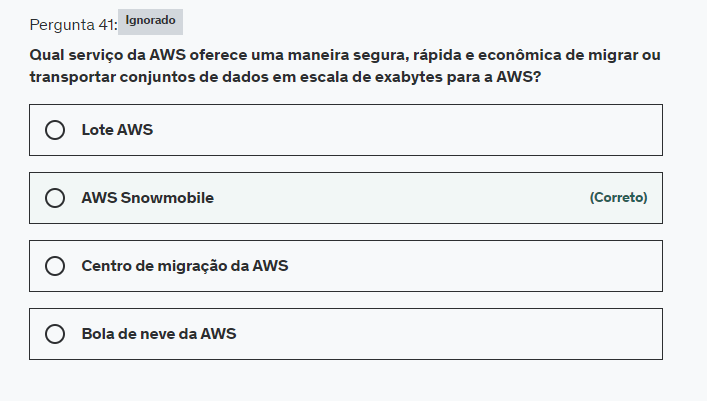 Pergunta 41: Ignorado
Qual serviço da AWS oferece uma maneira segura, rápida e econômica de migrar ou
transportar conjuntos de dados em escala de exabytes para a AWS?
Lote AWS
AWS Snowmobile (Correto)
Centro de migração da AWS
Bola de neve da AWS